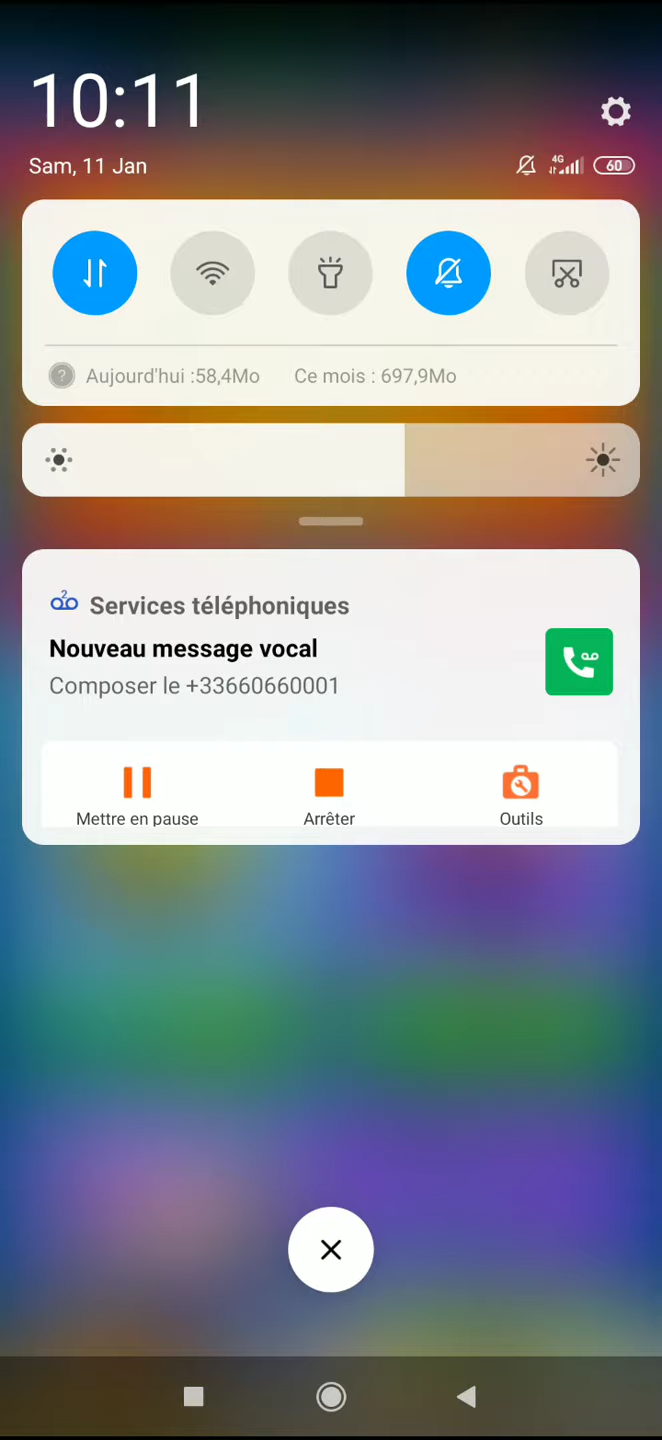 10:11
Sam, 11 Jan
4G
60
Aujourd'hui :58,4Mo Ce mois : 697,9Mo
2
Services téléphoniques
Nouveau message vocal
Composer le +33660660001
Mettre en pause Arrêter Outils